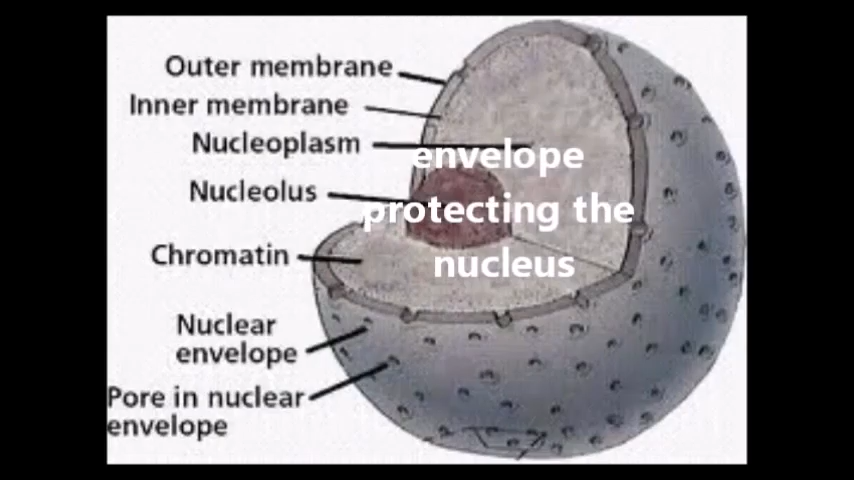 Outer membrane
Inner membrane
Nucleoplasm
envelope
Nucleolus
protecting the
Chromatin
nucleus
Nuclear
envelope
Pore in nuclear
envelope